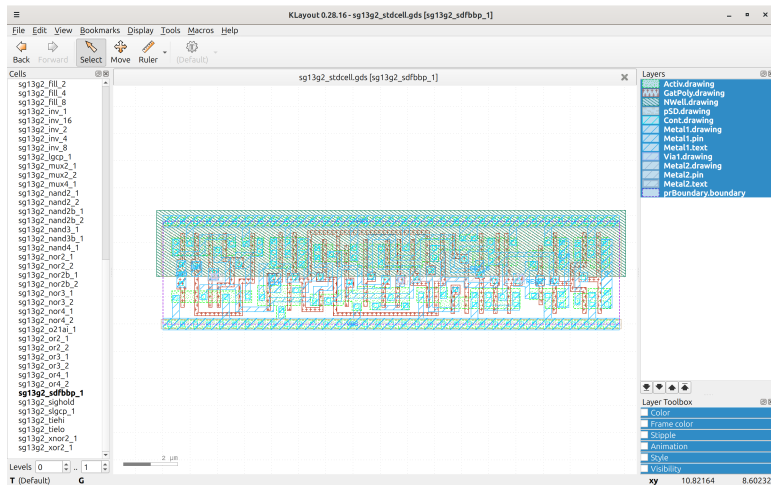 KLayout 0.28.16 - sg13g2_stdcell.gds [sg13g2_sdfbbp_1]
File Edit View Bookmarks Display Tools Macros Help
Back Forward Select Move Ruler (Default)
Cells
sg13g2_fill_2
sg13g2_fill_4
sg13g2_fill_8
sg13g2_inv_1
sg13g2_inv_16
sg13g2_inv_2
sg13g2_inv_4
sg13g2_inv_8
sg13g2_lgcp_1
sg13g2_mux2_1
sg13g2_mux2_2
sg13g2_mux4_1
sg13g2_nand2_1
sg13g2_nand2_2
sg13g2_nand2b_1
sg13g2_nand2b_2
sg13g2_nand3_1
sg13g2_nand3b_1
sg13g2_nand4_1
sg13g2_nor2_1
sg13g2_nor2_2
sg13g2_nor2b_1
sg13g2_nor2b_2
sg13g2_nor3_1
sg13g2_nor3_2
sg13g2_nor4_1
sg13g2_nor4_2
sg13g2_o21ai_1
sg13g2_or2_1
sg13g2_or2_2
sg13g2_or3_1
sg13g2_or3_2
sg13g2_or4_1
sg13g2_or4_2
sg13g2_sdfbbp_1
sg13g2_sighold
sg13g2_slgcp_1
sg13g2_tiehi
sg13g2_tielo
sg13g2_xnor2_1
sg13g2_xor2_1
Levels 0 .. 1
sg13g2_stdcell.gds [sg13g2_sdfbbp_1]
2 μm
Layers
Activ.drawing
GatPoly.drawing
NWell.drawing
pSD.drawing
Cont.drawing
Metal1.drawing
Metal1.pin
Metal1.text
Via1.drawing
Metal2.drawing
Metal2.pin
Metal2.text
prBoundary.boundary
Layer Toolbox
Color
Frame color
Stipple
Animation
Style
Visibility
T (Default) G xy 10.82164 8.60232